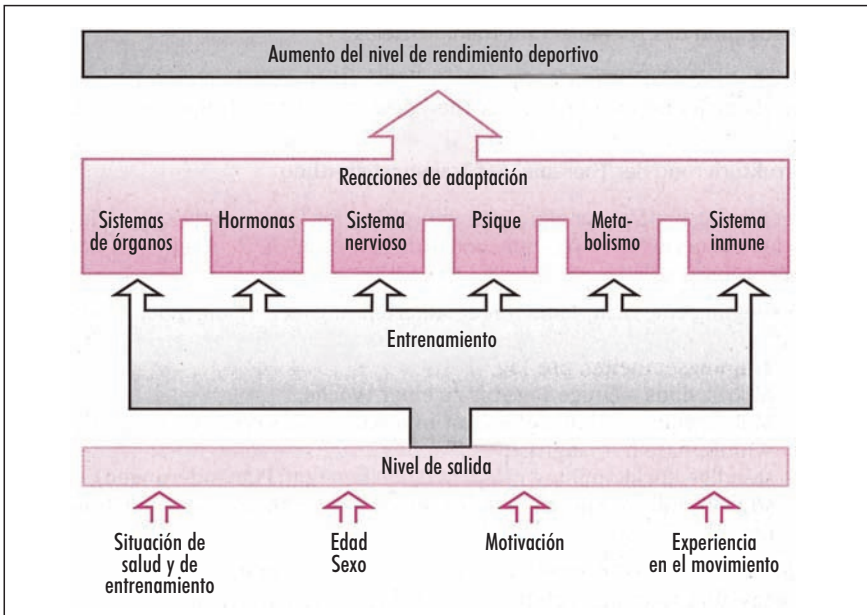 Aumento del nivel de rendimiento deportivo
Reacciones de adaptación
Sistemas
de órganos
Hormonas
Sistema
nervioso
Psique
Meta-
bolismo
Sistema
inmune
Entrenamiento
Nivel de salida
Situación de
salud y de
entrenamiento
Edad
Sexo
Motivación
Experiencia
en el movimiento